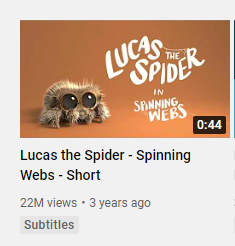 LUCAS
THE
SPIDER
IN
SPINNING
WEBS
0:44
Lucas the Spider - Spinning
Webs - Short
22M views • 3 years ago
Subtitles